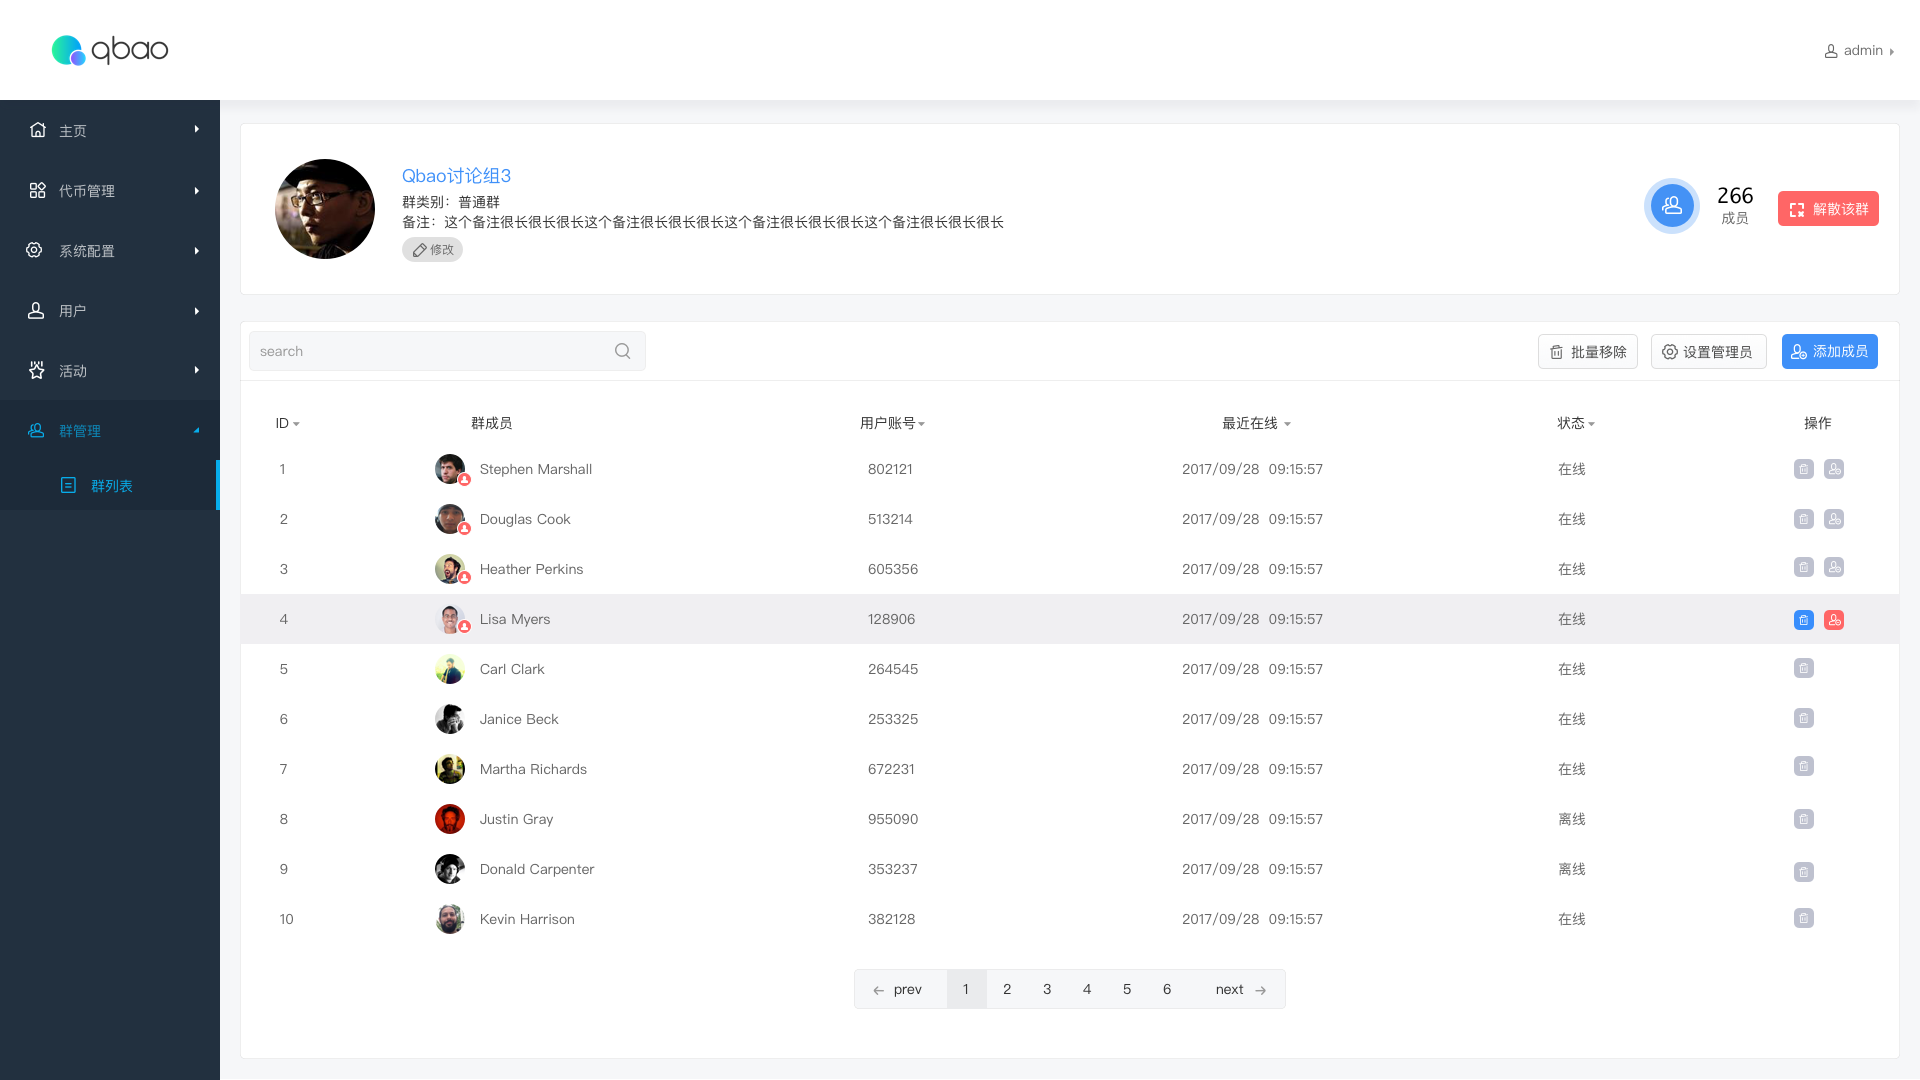 qbao
admin
主页
代币管理
系统配置
用户
活动
群管理
群列表
Qbao讨论组3
群类别：普通群
备注：这个备注很长很长很长这个备注很长很长很长这个备注很长很长很长这个备注很长很长很长
修改
266
成员
解散该群
search
批量移除
设置管理员
添加成员
ID 群成员 用户账号 最近在线 状态 操作
1 Stephen Marshall 802121 2017/09/28 09:15:57 在线
2 Douglas Cook 513214 2017/09/28 09:15:57 在线
3 Heather Perkins 605356 2017/09/28 09:15:57 在线
4 Lisa Myers 128906 2017/09/28 09:15:57 在线
5 Carl Clark 264545 2017/09/28 09:15:57 在线
6 Janice Beck 253325 2017/09/28 09:15:57 在线
7 Martha Richards 672231 2017/09/28 09:15:57 在线
8 Justin Gray 955090 2017/09/28 09:15:57 离线
9 Donald Carpenter 353237 2017/09/28 09:15:57 离线
10 Kevin Harrison 382128 2017/09/28 09:15:57 在线
← prev 1 2 3 4 5 6 next →